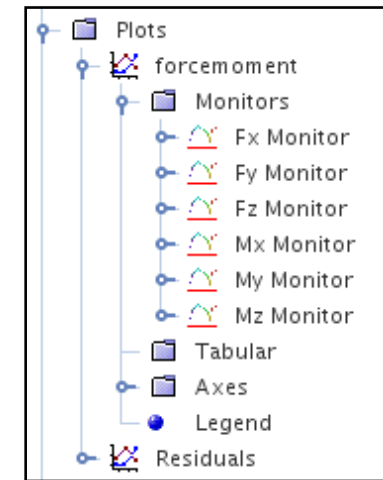 Plots
forcemoment
Monitors
Fx Monitor
Fy Monitor
Fz Monitor
Mx Monitor
My Monitor
Mz Monitor
Tabular
Axes
Legend
Residuals